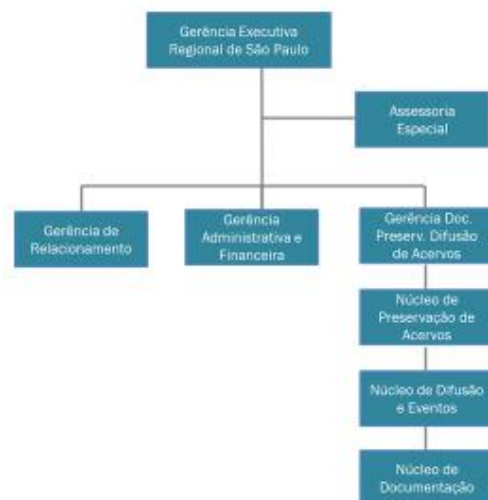 Gerência Executiva
Regional de São Paulo
Assessoria
Especial
Gerência de
Relacionamento
Gerência
Administrativa e
Financeira
Gerência Doc.
Preserv. Difusão
de Acervos
Núcleo de
Preservação de
Acervos
Núcleo de Difusão
e Eventos
Núcleo de
Documentação